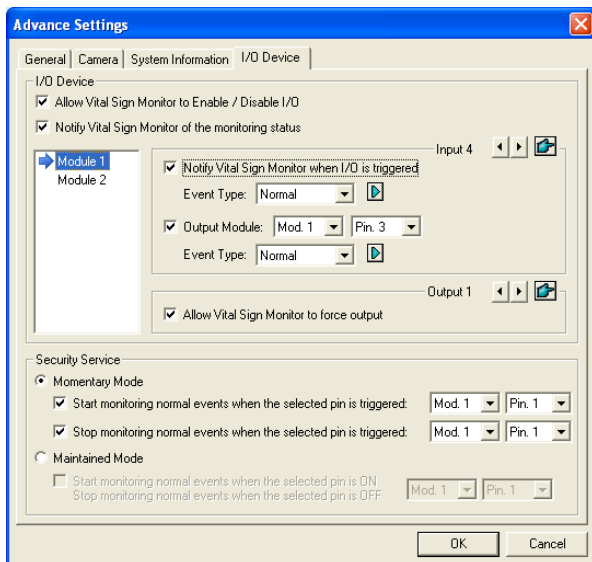 Advance Settings
General Camera System Information I/O Device
I/O Device
Allow Vital Sign Monitor to Enable / Disable I/O
Notify Vital Sign Monitor of the monitoring status
Module 1
Module 2
Input 4
Notify Vital Sign Monitor when I/O is triggered
Event Type: Normal
Output Module: Mod. 1 Pin. 3
Event Type: Normal
Output 1
Allow Vital Sign Monitor to force output
Security Service
Momentary Mode
Start monitoring normal events when the selected pin is triggered: Mod. 1 Pin. 1
Stop monitoring normal events when the selected pin is triggered: Mod. 1 Pin. 1
Maintained Mode
Start monitoring normal events when the selected pin is ON
Stop monitoring normal events when the selected pin is OFF
Mod. 1 Pin. 1
OK Cancel